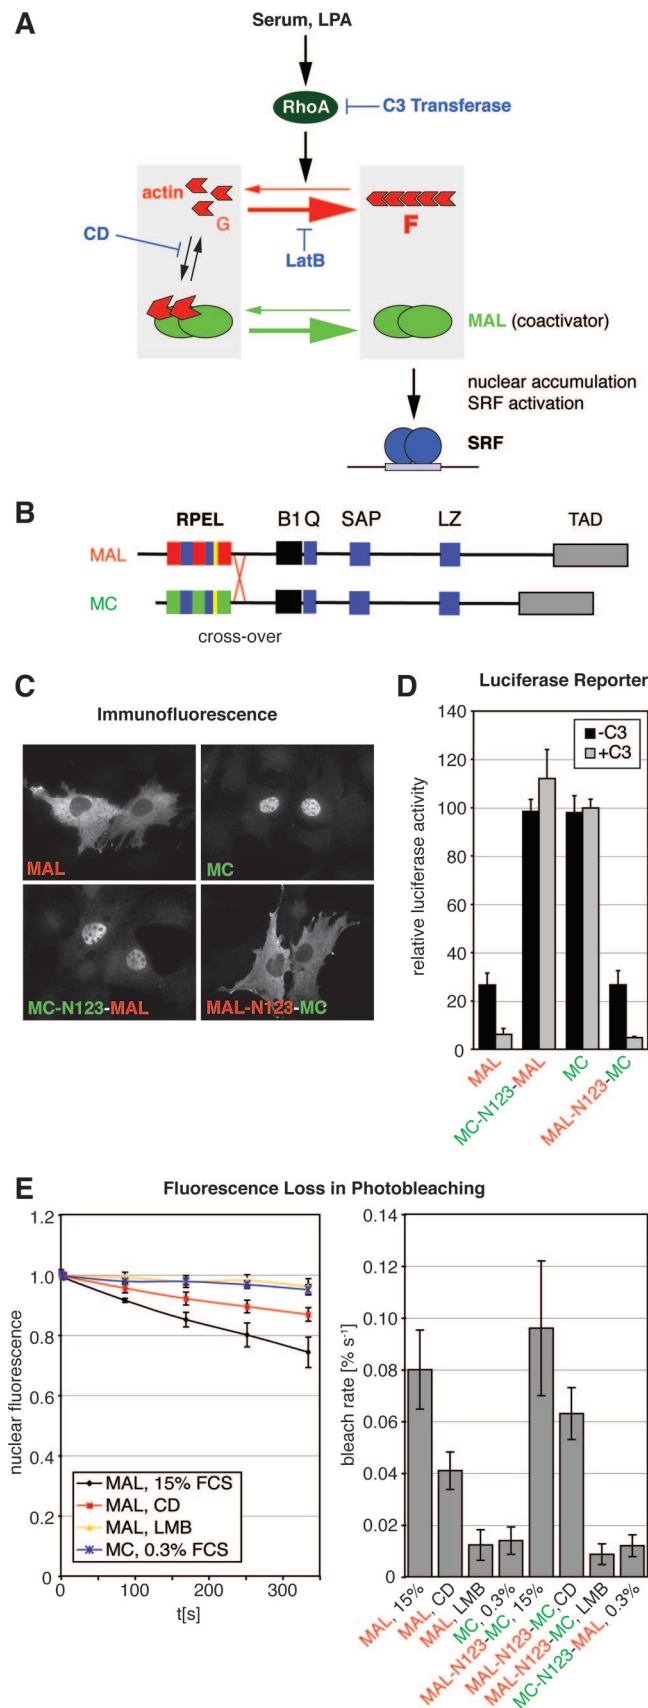 A
Serum, LPA
RhoA
C3 Transferase
actin
G
F
CD
LatB
MAL (coactivator)
nuclear accumulation
SRF activation
SRF
B
RPEL B1 Q SAP LZ TAD
MAL
MC
cross-over
C
Immunofluorescence
MAL
MC
MC-N123-MAL
MAL-N123-MC
D
Luciferase Reporter
relative luciferase activity
140
120
100
80
60
40
20
0
-C3
+C3
MAL
MC-N123-MAL
MC
MAL-N123-MC
E
Fluorescence Loss in Photobleaching
nuclear fluorescence
1.2
1.0
0.8
0.6
0.4
0.2
0
MAL, 15% FCS
MAL, CD
MAL, LMB
MC, 0.3% FCS
0 100 200 300
t[s]
bleach rate [% s⁻¹]
0.14
0.12
0.10
0.08
0.06
0.04
0.02
0
MAL, 15%
MAL, CD
MAL, LMB
MC, 0.3%
MAL-N123-MC, 15%
MAL-N123-MC,CD
MAL-N123-MC, LMB
MC-N123-MAL, 0.3%